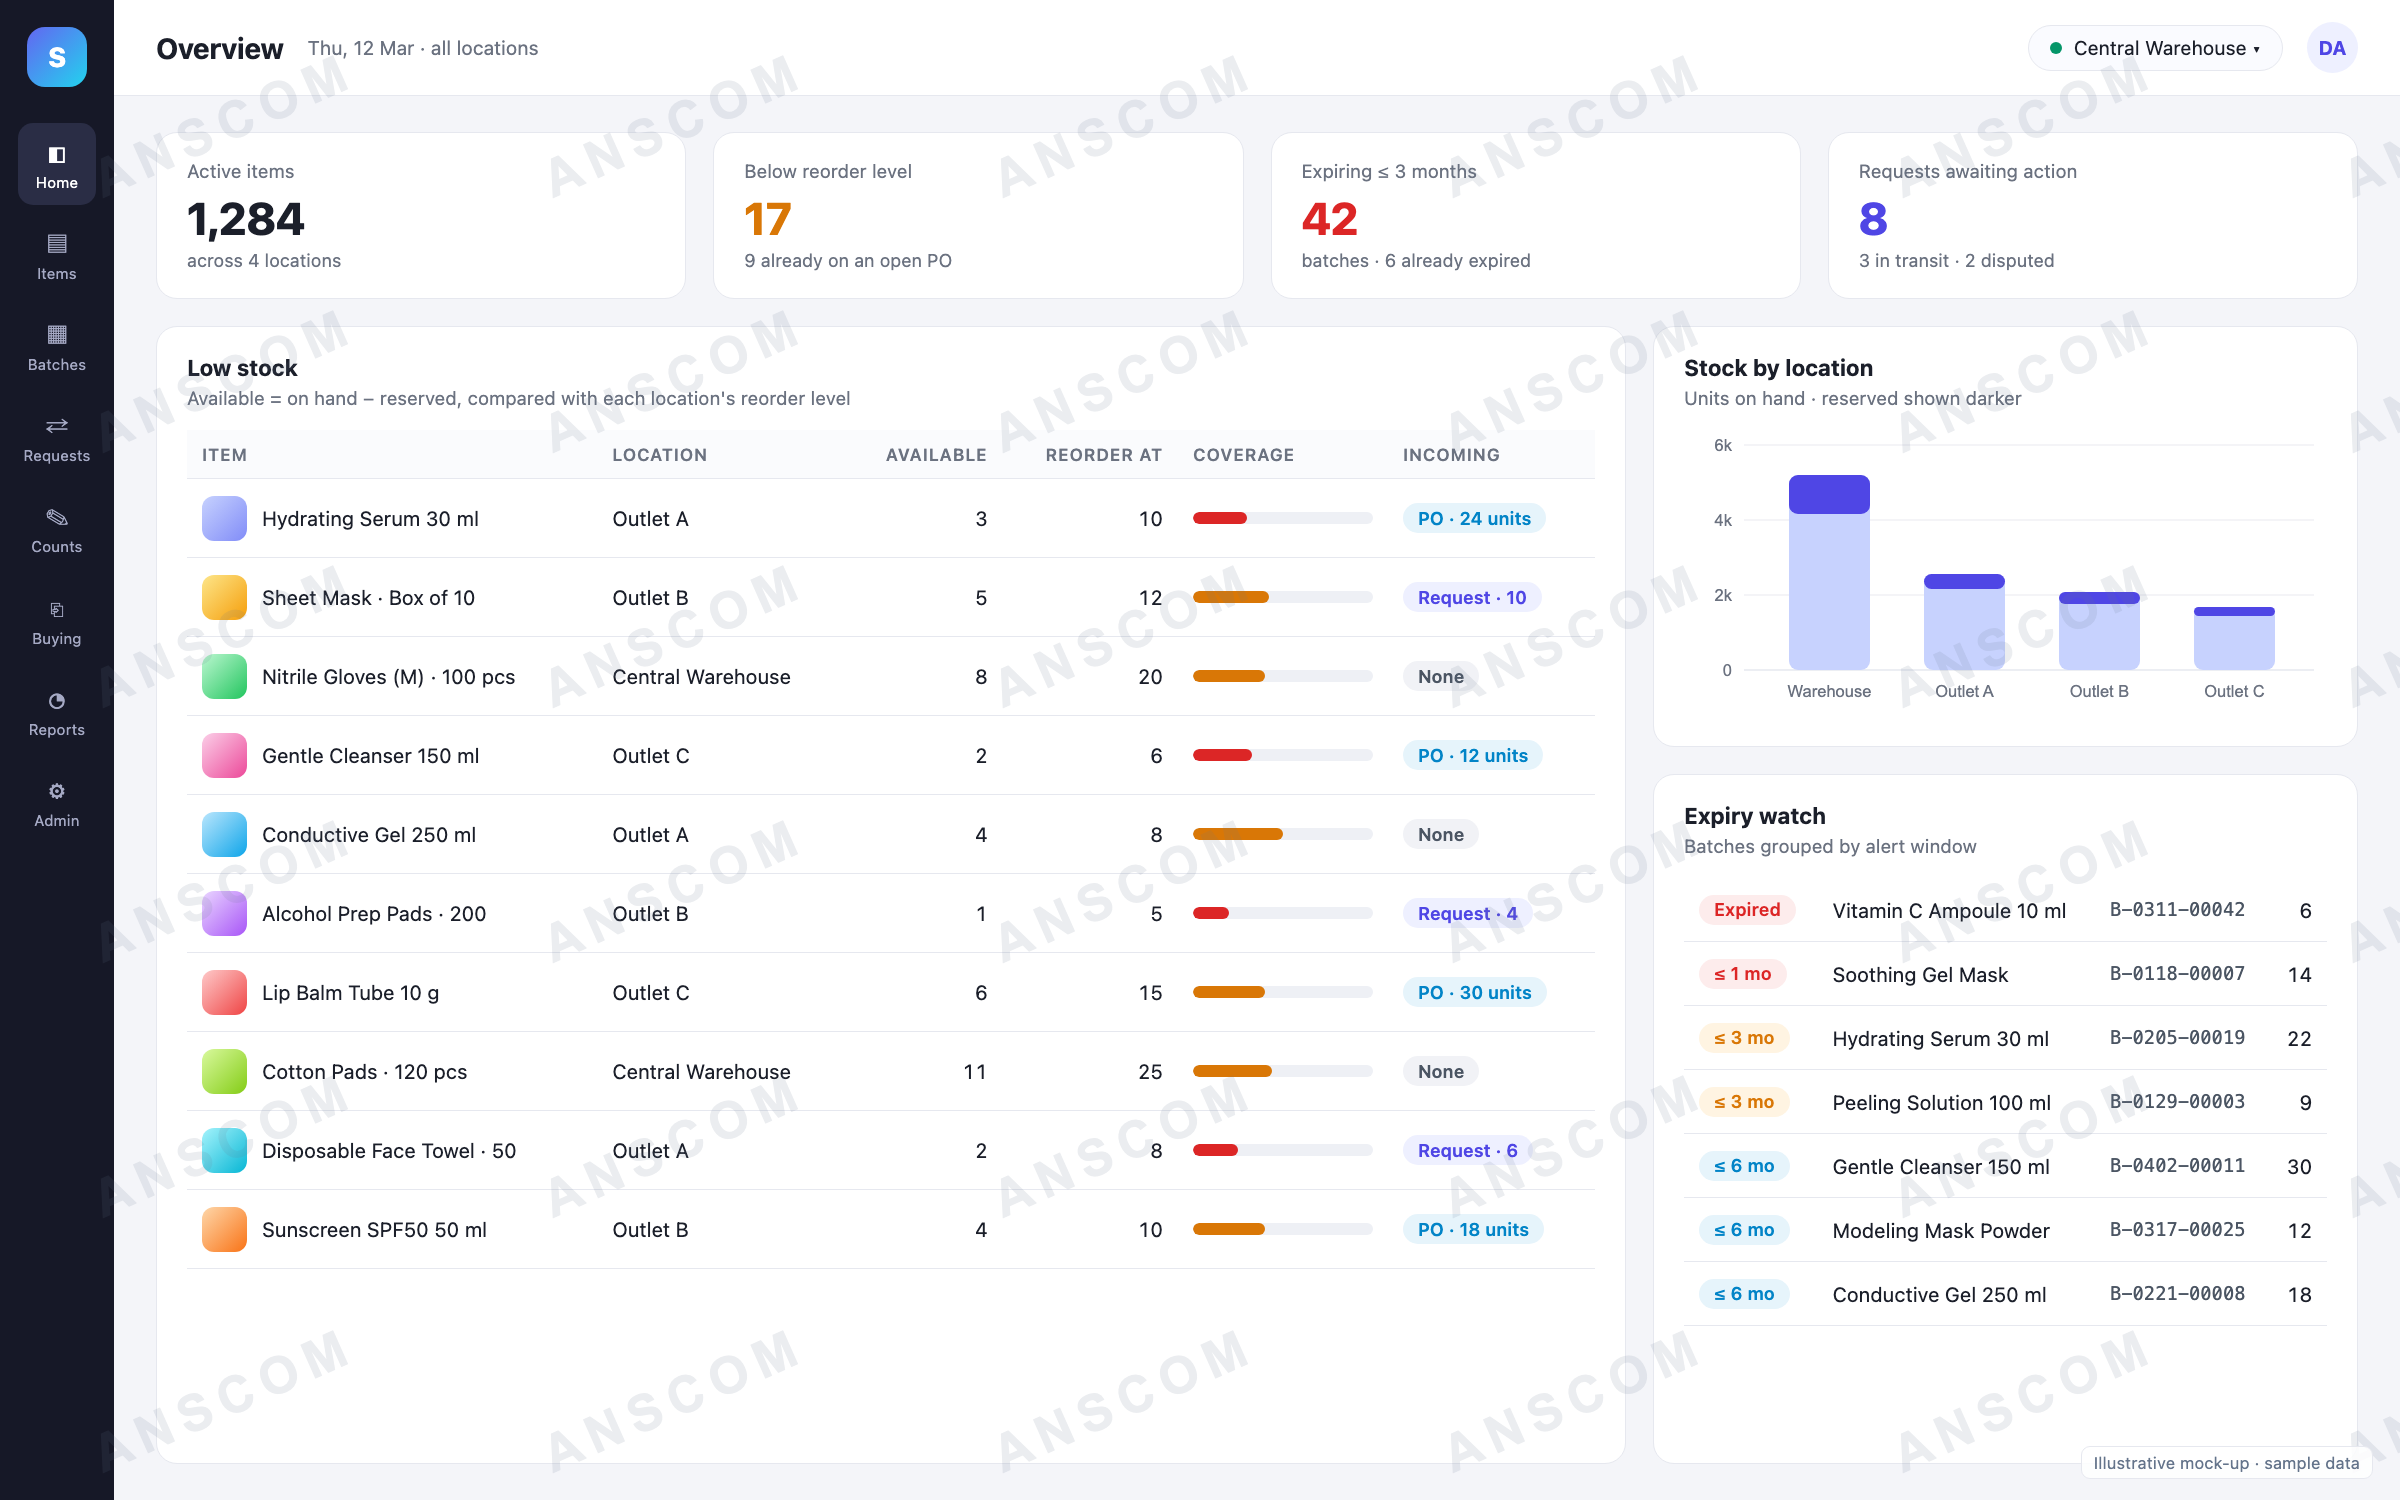 S
Home
Items
Batches
Requests
Counts
Buying
Reports
Admin
Overview Thu, 12 Mar · all locations
Central Warehouse ▾
DA
Active items
1,284
across 4 locations
Below reorder level
17
9 already on an open PO
Expiring ≤ 3 months
42
batches · 6 already expired
Requests awaiting action
8
3 in transit · 2 disputed
Low stock
Available = on hand – reserved, compared with each location's reorder level
ITEM LOCATION AVAILABLE REORDER AT COVERAGE INCOMING
Hydrating Serum 30 ml Outlet A 3 10 PO · 24 units
Sheet Mask · Box of 10 Outlet B 5 12 Request · 10
Nitrile Gloves (M) · 100 pcs Central Warehouse 8 20 None
Gentle Cleanser 150 ml Outlet C 2 6 PO · 12 units
Conductive Gel 250 ml Outlet A 4 8 None
Alcohol Prep Pads · 200 Outlet B 1 5 Request · 4
Lip Balm Tube 10 g Outlet C 6 15 PO · 30 units
Cotton Pads · 120 pcs Central Warehouse 11 25 None
Disposable Face Towel · 50 Outlet A 2 8 Request · 6
Sunscreen SPF50 50 ml Outlet B 4 10 PO · 18 units
Stock by location
Units on hand · reserved shown darker
6k
4k
2k
0
Warehouse Outlet A Outlet B Outlet C
Expiry watch
Batches grouped by alert window
Expired Vitamin C Ampoule 10 ml B-0311-00042 6
≤ 1 mo Soothing Gel Mask B-0118-00007 14
≤ 3 mo Hydrating Serum 30 ml B-0205-00019 22
≤ 3 mo Peeling Solution 100 ml B-0129-00003 9
≤ 6 mo Gentle Cleanser 150 ml B-0402-00011 30
≤ 6 mo Modeling Mask Powder B-0317-00025 12
≤ 6 mo Conductive Gel 250 ml B-0221-00008 18
Illustrative mock-up · sample data
ANSCOM